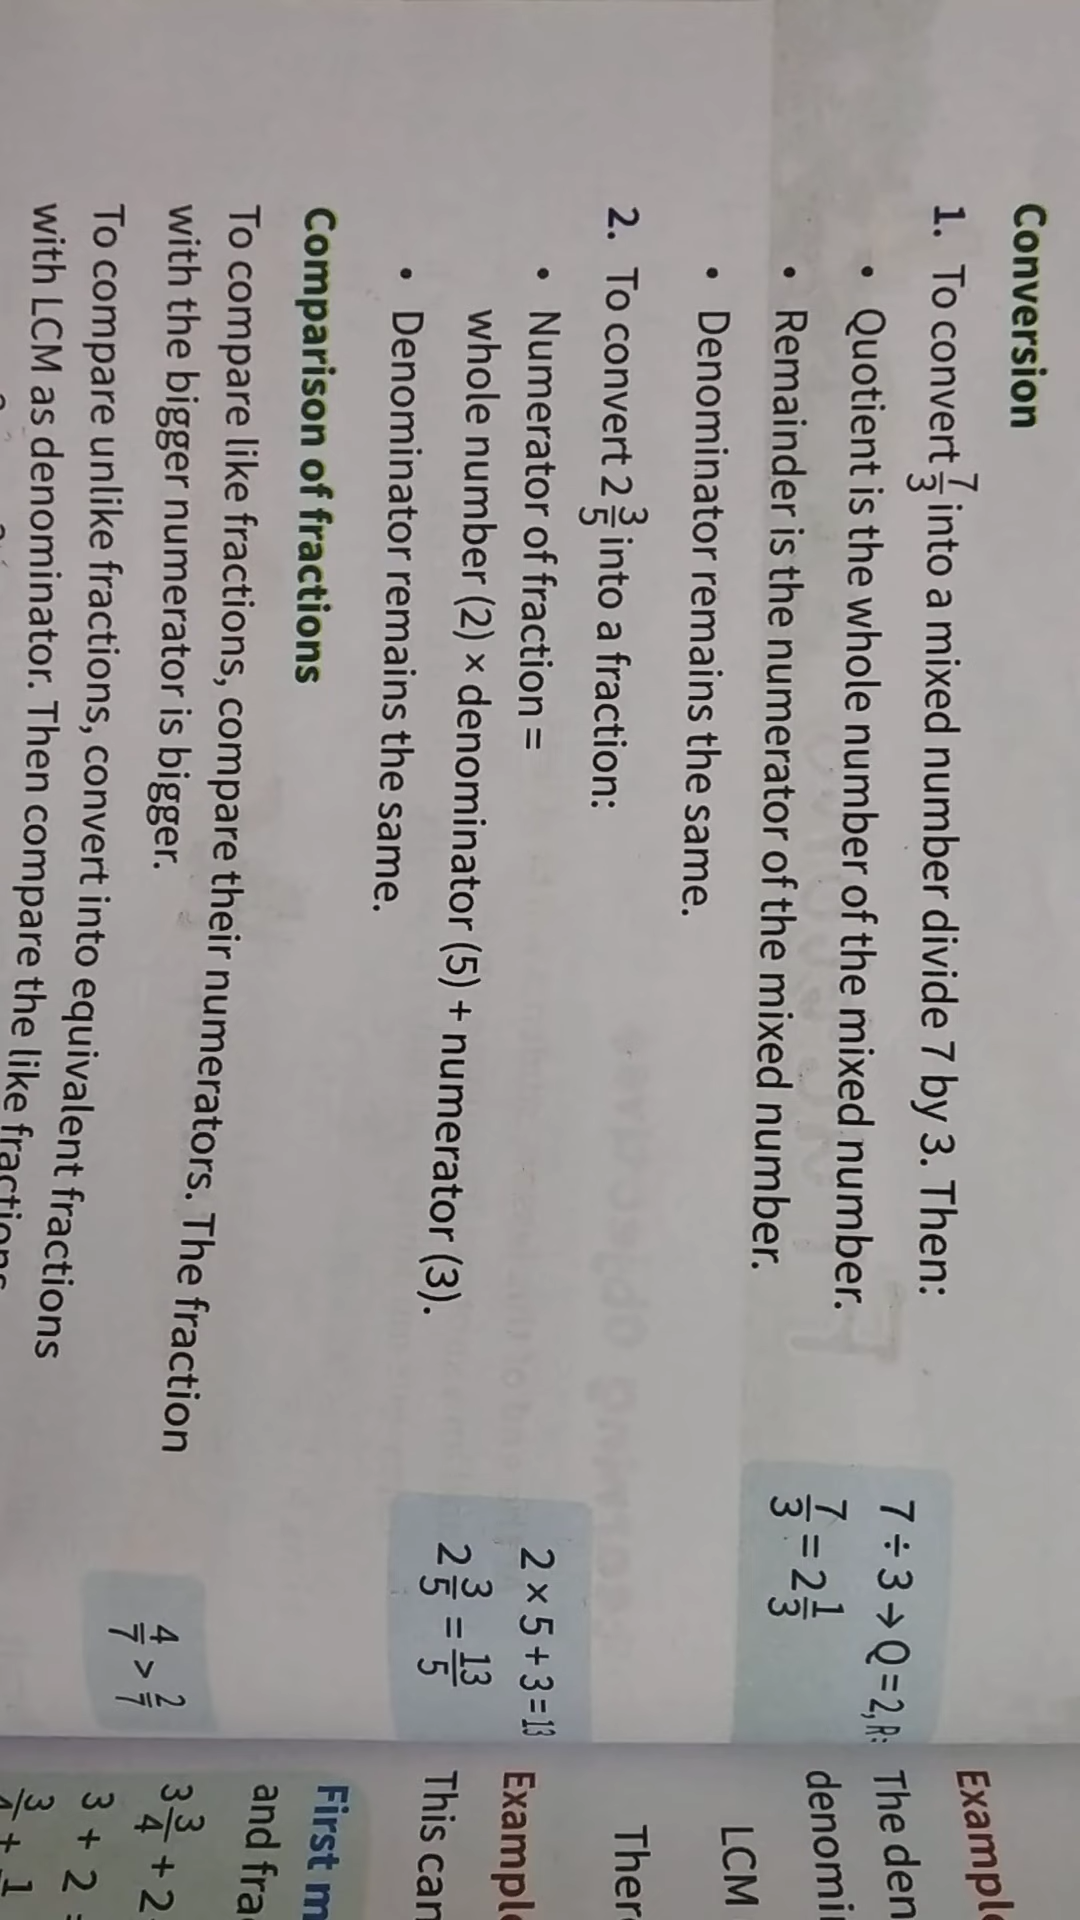 Conversion
1. To convert 7/3 into a mixed number divide 7 by 3. Then:
• Quotient is the whole number of the mixed number.
• Remainder is the numerator of the mixed number.
• Denominator remains the same.
7 ÷ 3 → Q = 2, R
7/3 = 2 1/3
2. To convert 2 3/5 into a fraction:
• Numerator of fraction =
whole number (2) × denominator (5) + numerator (3).
• Denominator remains the same.
2 × 5 + 3 = 13
2 3/5 = 13/5
Comparison of fractions
To compare like fractions, compare their numerators. The fraction
with the bigger numerator is bigger.
4/7 > 2/7
To compare unlike fractions, convert into equivalent fractions
with LCM as denominator. Then compare the like fractions
Example
The den
denomi
LCM
Ther
Example
This can
First m
and fra
3 3/4 + 2
3 + 2 =
3/4 + 1